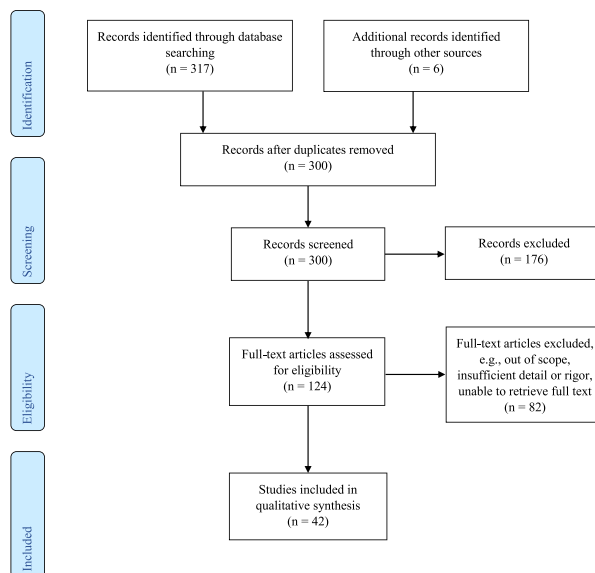 Records identified through database
searching
(n = 317)
Additional records identified
through other sources
(n = 6)
Identification
Records after duplicates removed
(n = 300)
Screening
Records screened
(n = 300)
Records excluded
(n = 176)
Eligibility
Full-text articles assessed
for eligibility
(n = 124)
Full-text articles excluded,
e.g., out of scope,
insufficient detail or rigor,
unable to retrieve full text
(n = 82)
Included
Studies included in
qualitative synthesis
(n = 42)